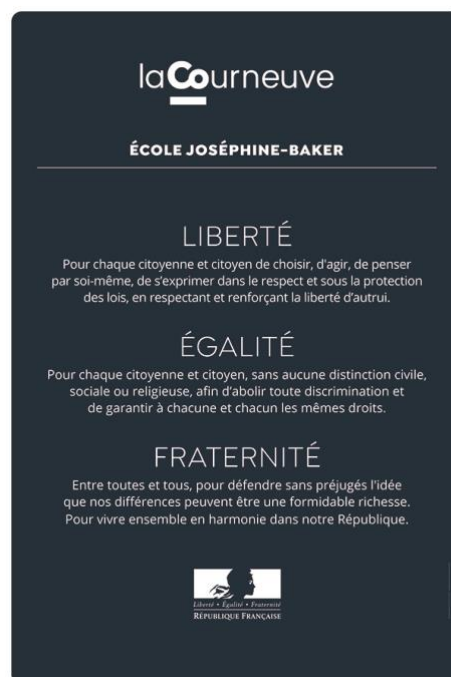 laCourneuve
ÉCOLE JOSÉPHINE-BAKER
LIBERTÉ
Pour chaque citoyenne et citoyen de choisir, d'agir, de penser
par soi-même, de s'exprimer dans le respect et sous la protection
des lois, en respectant et renforçant la liberté d'autrui.
ÉGALITÉ
Pour chaque citoyenne et citoyen, sans aucune distinction civile,
sociale ou religieuse, afin d'abolir toute discrimination et
de garantir à chacune et chacun les mêmes droits.
FRATERNITÉ
Entre toutes et tous, pour défendre sans préjugés l'idée
que nos différences peuvent être une formidable richesse.
Pour vivre ensemble en harmonie dans notre République.
Liberté • Égalité • Fraternité
RÉPUBLIQUE FRANÇAISE